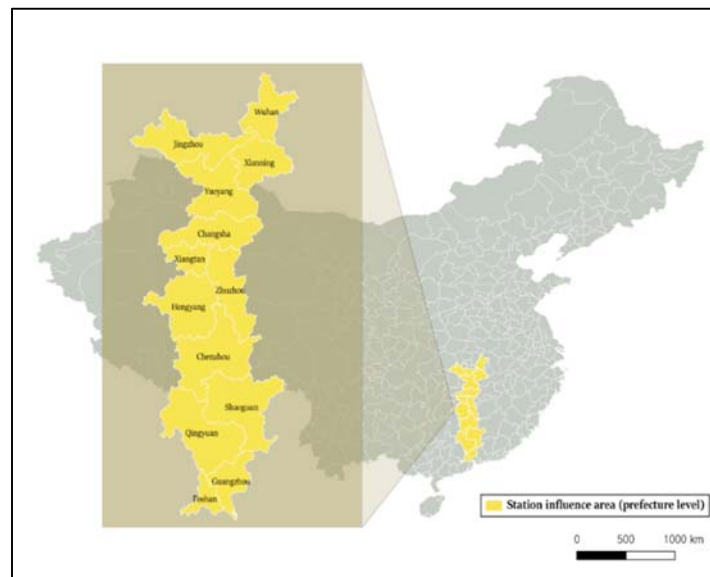 Wuhan
Jingzhou
Xianning
Yueyang
Changsha
Xiangtan
Zhuzhou
Hengyang
Chenzhou
Shaoguan
Qingyuan
Guangzhou
Foshan
Station influence area (prefecture level)
0 500 1000 km